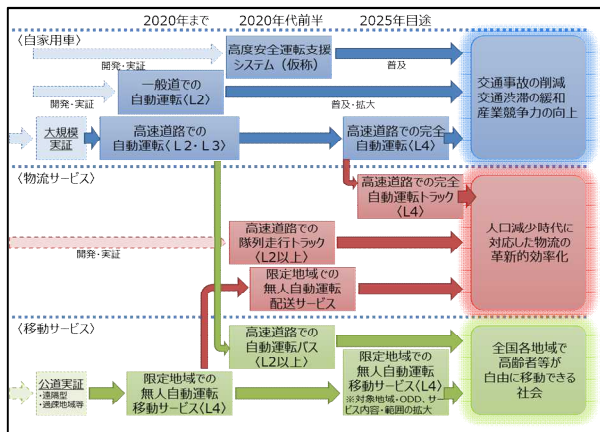 2020年まで
2020年代前半
2025年目途
〈自家用車〉
開発・実証
高度安全運転支援
システム（仮称）
普及
開発・実証
一般道での
自動運転〈L2〉
普及・拡大
大規模
実証
高速道路での
自動運転〈L2・L3〉
高速道路での完全
自動運転〈L4〉
交通事故の削減
交通渋滞の緩和
産業競争力の向上
〈物流サービス〉
高速道路での完全
自動運転トラック
〈L4〉
開発・実証
高速道路での
隊列走行トラック
〈L2以上〉
限定地域での
無人自動運転
配送サービス
人口減少時代に
対応した物流の
革新的効率化
〈移動サービス〉
高速道路での
自動運転バス
〈L2以上〉
公道実証
・遠隔型
・過疎地域等
限定地域での
無人自動運転
移動サービス〈L4〉
限定地域での
無人自動運転
移動サービス〈L4〉
※対象地域・ODD、サー
ビス内容・範囲の拡大
全国各地域で
高齢者等が
自由に移動できる
社会